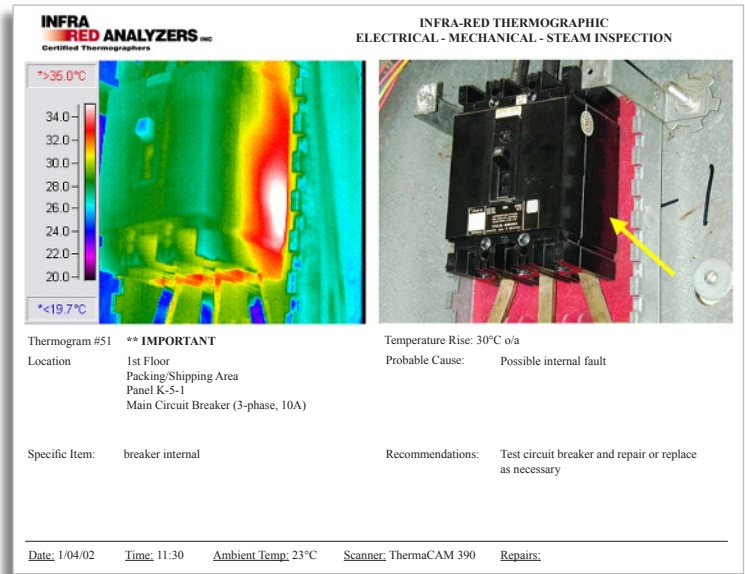 INFRA
RED ANALYZERS INC
Certified Thermographers
INFRA-RED THERMOGRAPHIC
ELECTRICAL - MECHANICAL - STEAM INSPECTION
*>35.0°C
34.0
32.0
30.0
28.0
26.0
24.0
22.0
20.0
*<19.7°C
Thermogram #51 ** IMPORTANT
Temperature Rise: 30°C o/a
Location 1st Floor
Packing/Shipping Area
Panel K-5-1
Main Circuit Breaker (3-phase, 10A)
Probable Cause: Possible internal fault
Specific Item: breaker internal
Recommendations: Test circuit breaker and repair or replace
as necessary
Date: 1/04/02 Time: 11:30 Ambient Temp: 23°C Scanner: ThermaCAM 390 Repairs: